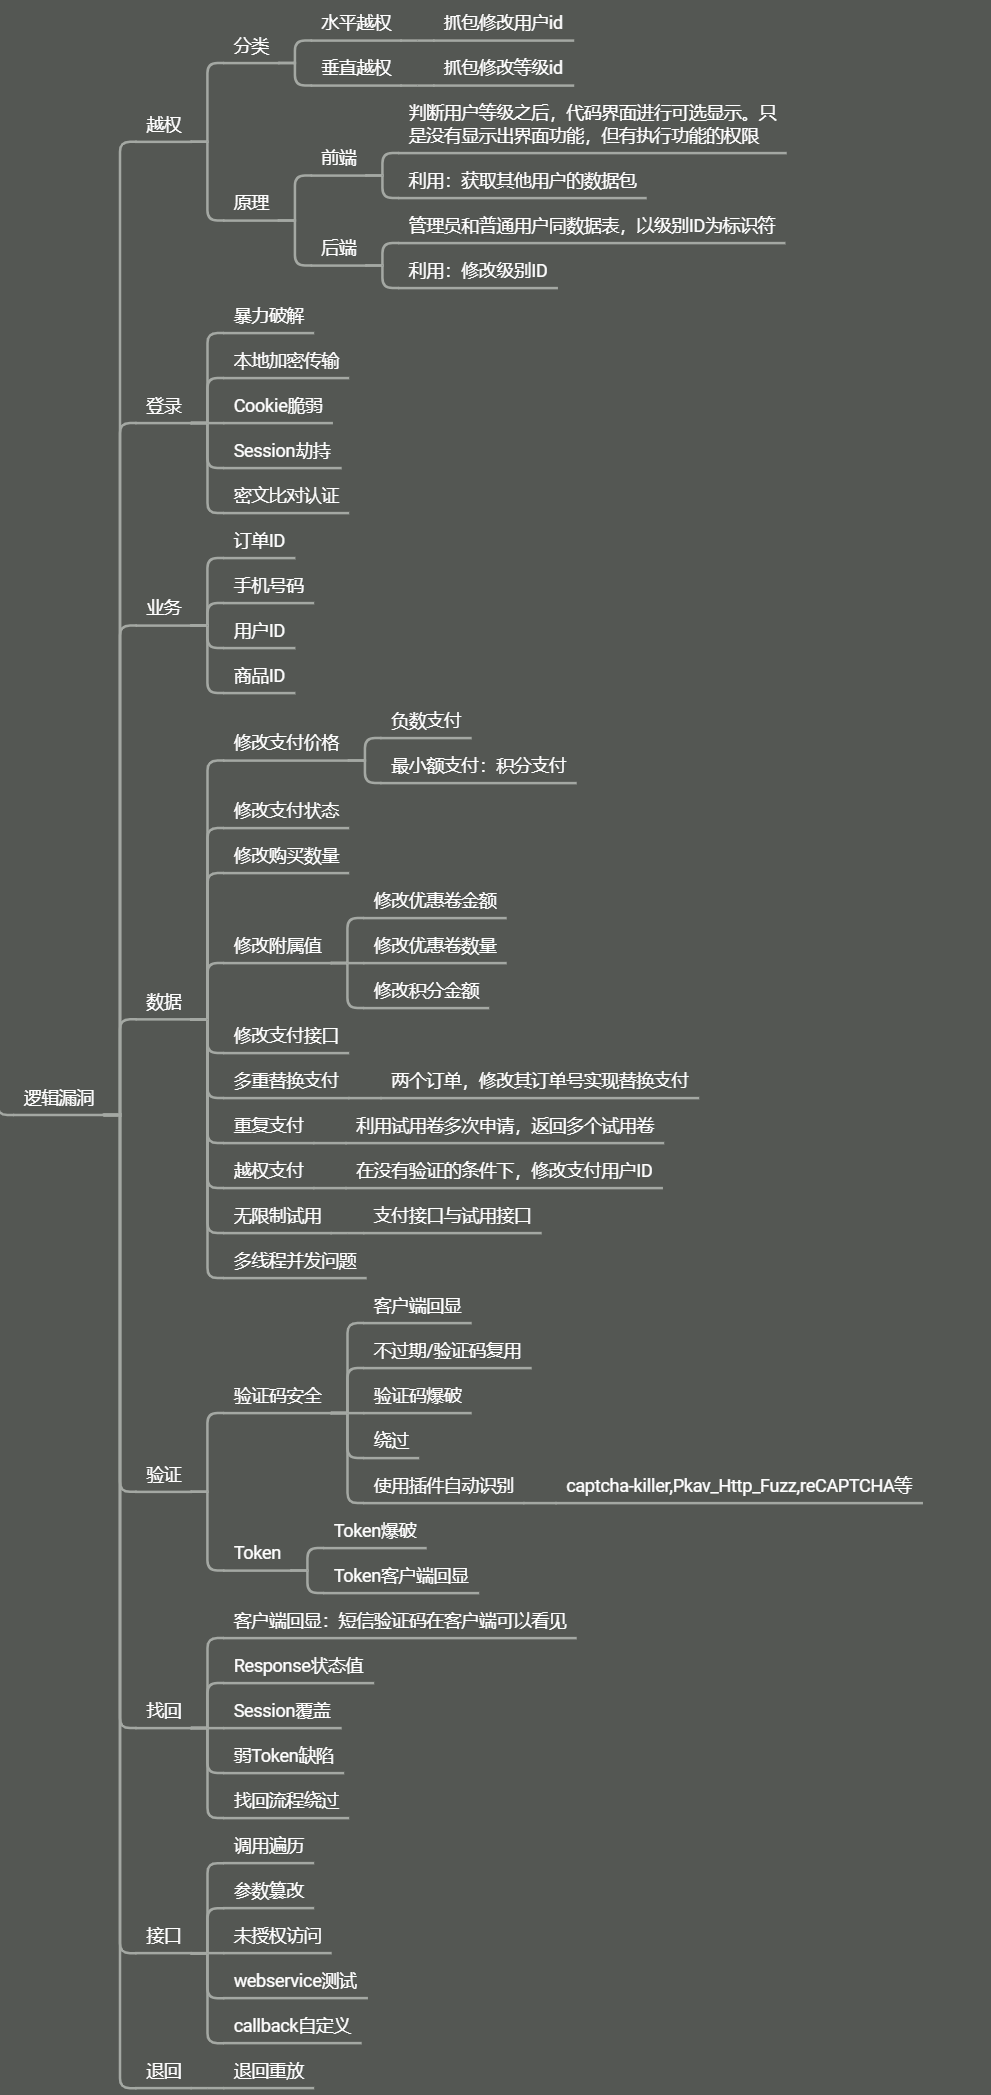 水平越权
抓包修改用户id
分类
垂直越权
抓包修改等级id
越权
判断用户等级之后，代码界面进行可选显示。只
是没有显示出界面功能，但有执行功能的权限
前端
利用：获取其他用户的数据包
原理
管理员和普通用户同数据表，以级别ID为标识符
后端
利用：修改级别ID
暴力破解
本地加密传输
登录
Cookie脆弱
Session劫持
密文比对认证
订单ID
手机号码
业务
用户ID
商品ID
负数支付
修改支付价格
最小额支付：积分支付
修改支付状态
修改购买数量
修改优惠卷金额
修改附属值
修改优惠卷数量
修改积分金额
数据
修改支付接口
多重替换支付
两个订单，修改其订单号实现替换支付
逻辑漏洞
重复支付
利用试用卷多次申请，返回多个试用卷
越权支付
在没有验证的条件下，修改支付用户ID
无限制试用
支付接口与试用接口
多线程并发问题
客户端回显
不过期/验证码复用
验证码安全
验证码爆破
绕过
验证
使用插件自动识别
captcha-killer,Pkav_Http_Fuzz,reCAPTCHA等
Token爆破
Token
Token客户端回显
客户端回显：短信验证码在客户端可以看见
Response状态值
找回
Session覆盖
弱Token缺陷
找回流程绕过
调用遍历
参数篡改
接口
未授权访问
webservice测试
callback自定义
退回
退回重放